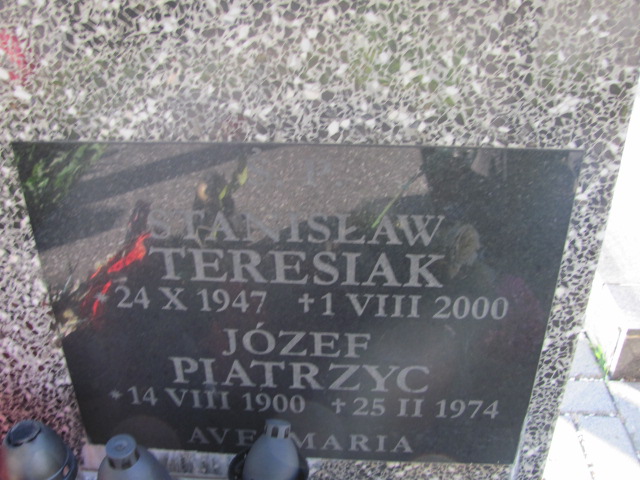 STANISŁAW
TERESIAK
*24 X 1947 ✝1 VIII 2000
JÓZEF
PIATRZYC
*14 VIII 1900 ✝25 II 1974
AVE MARIA